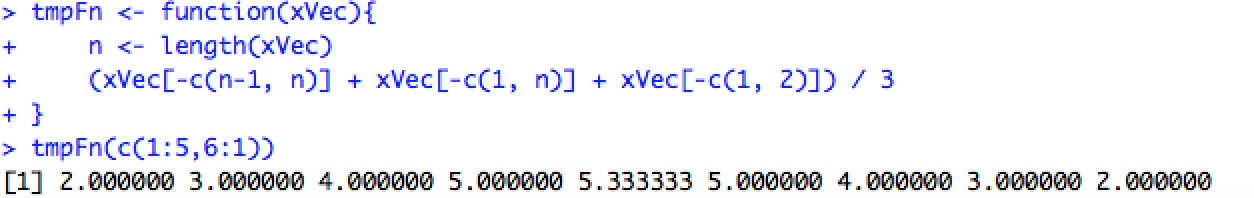 > tmpFn <- function(xVec){
+     n <- length(xVec)
+     (xVec[-c(n-1, n)] + xVec[-c(1, n)] + xVec[-c(1, 2)]) / 3
+ }
> tmpFn(c(1:5,6:1))
[1] 2.000000 3.000000 4.000000 5.000000 5.333333 5.000000 4.000000 3.000000 2.000000